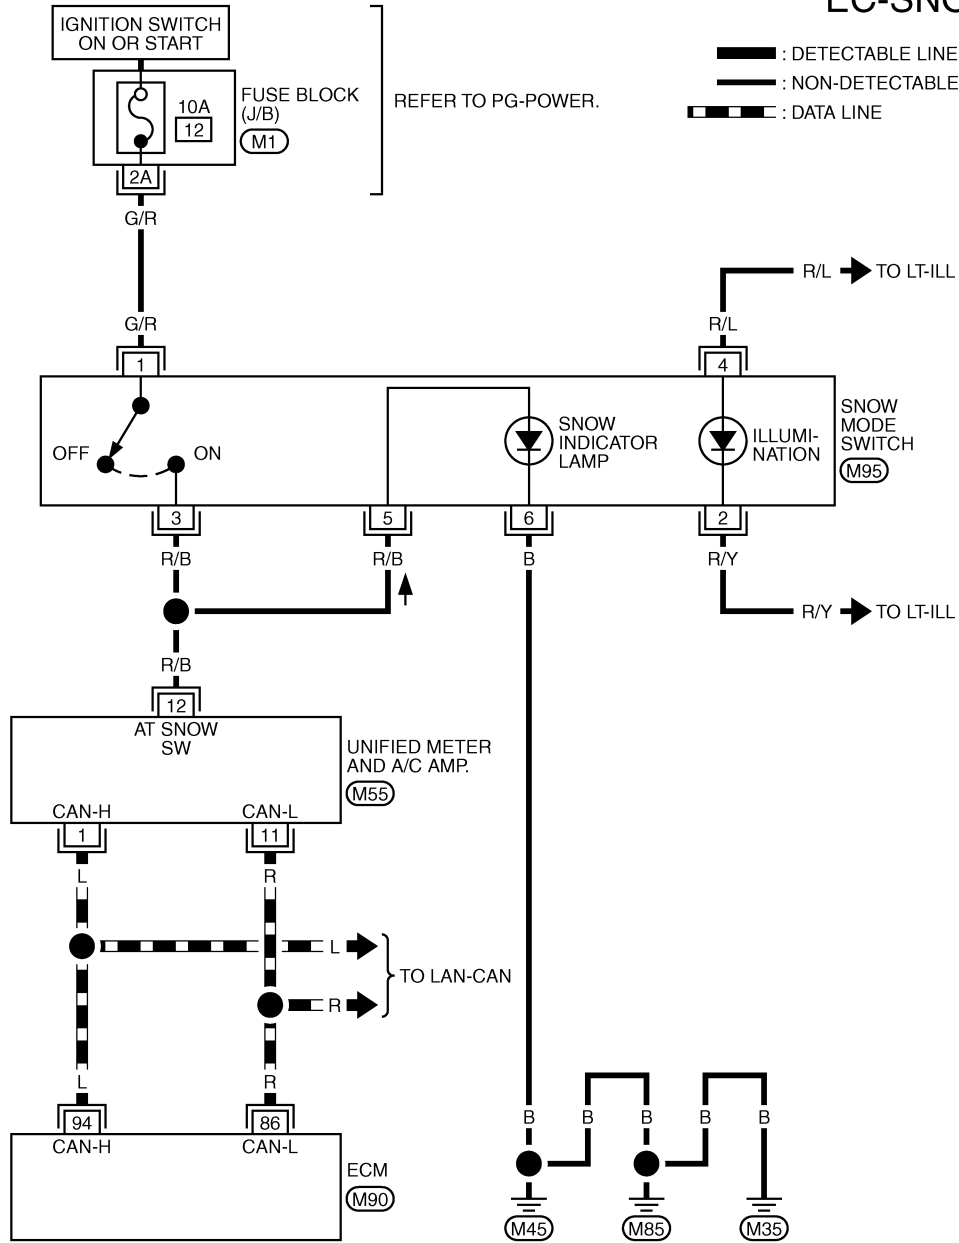 EC-SNO
IGNITION SWITCH
ON OR START
: DETECTABLE LINE
: NON-DETECTABLE
: DATA LINE
10A
12
FUSE BLOCK
(J/B)
M1
REFER TO PG-POWER.
2A
G/R
R/L
TO LT-ILL
G/R
R/L
1
4
OFF
ON
SNOW
INDICATOR
LAMP
ILLUMI-
NATION
SNOW
MODE
SWITCH
M95
3
5
6
2
R/B
R/B
B
R/Y
R/Y
TO LT-ILL
R/B
12
AT SNOW
SW
UNIFIED METER
AND A/C AMP.
M55
CAN-H
CAN-L
1
11
L
R
L
TO LAN-CAN
R
L
R
94
86
CAN-H
CAN-L
ECM
M90
B
B
B
B
B
M45
M85
M35